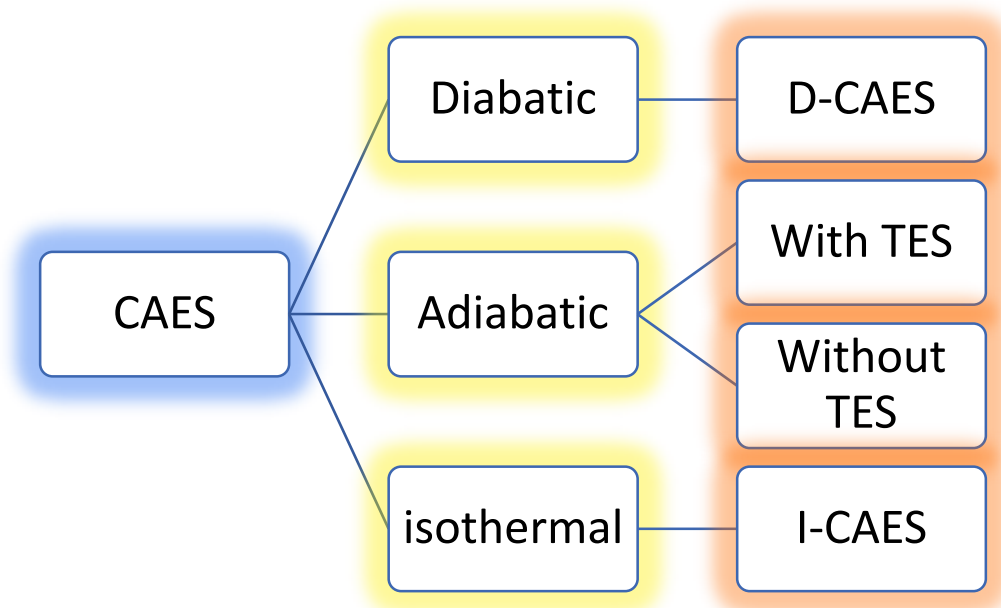 CAES
Diabatic
D-CAES
Adiabatic
With TES
Without
TES
isothermal
I-CAES